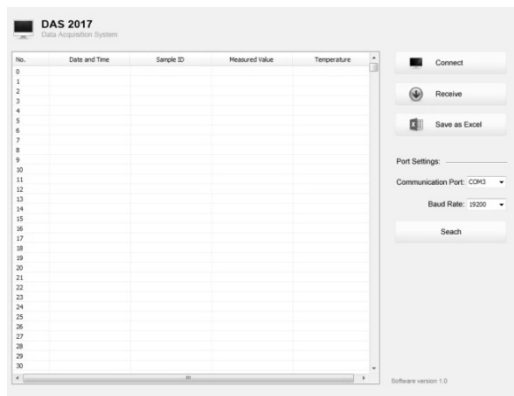 DAS 2017
Data Acquisition System
No. Date and Time Sample ID Measured Value Temperature
0
1
2
3
4
5
6
7
8
9
10
11
12
13
14
15
16
17
18
19
20
21
22
23
24
25
26
27
28
29
30
Connect
Receive
Save as Excel
Port Settings:
Communication Port: COM3
Baud Rate: 19200
Seach
Software version 1.0